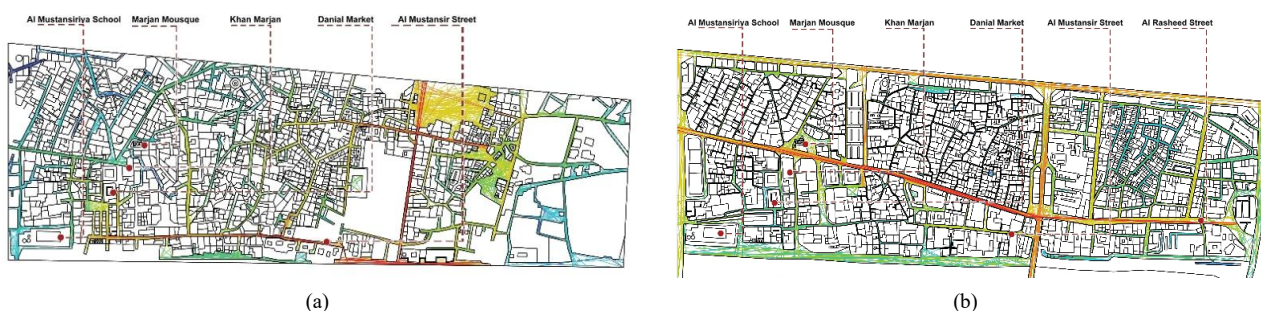 Al Mustansiriya School Marjan Mousque Khan Marjan Danial Market Al Mustansir Street
Al Mustansiriya School Marjan Mousque Khan Marjan Danial Market Al Mustansir Street Al Rasheed Street
(a)
(b)